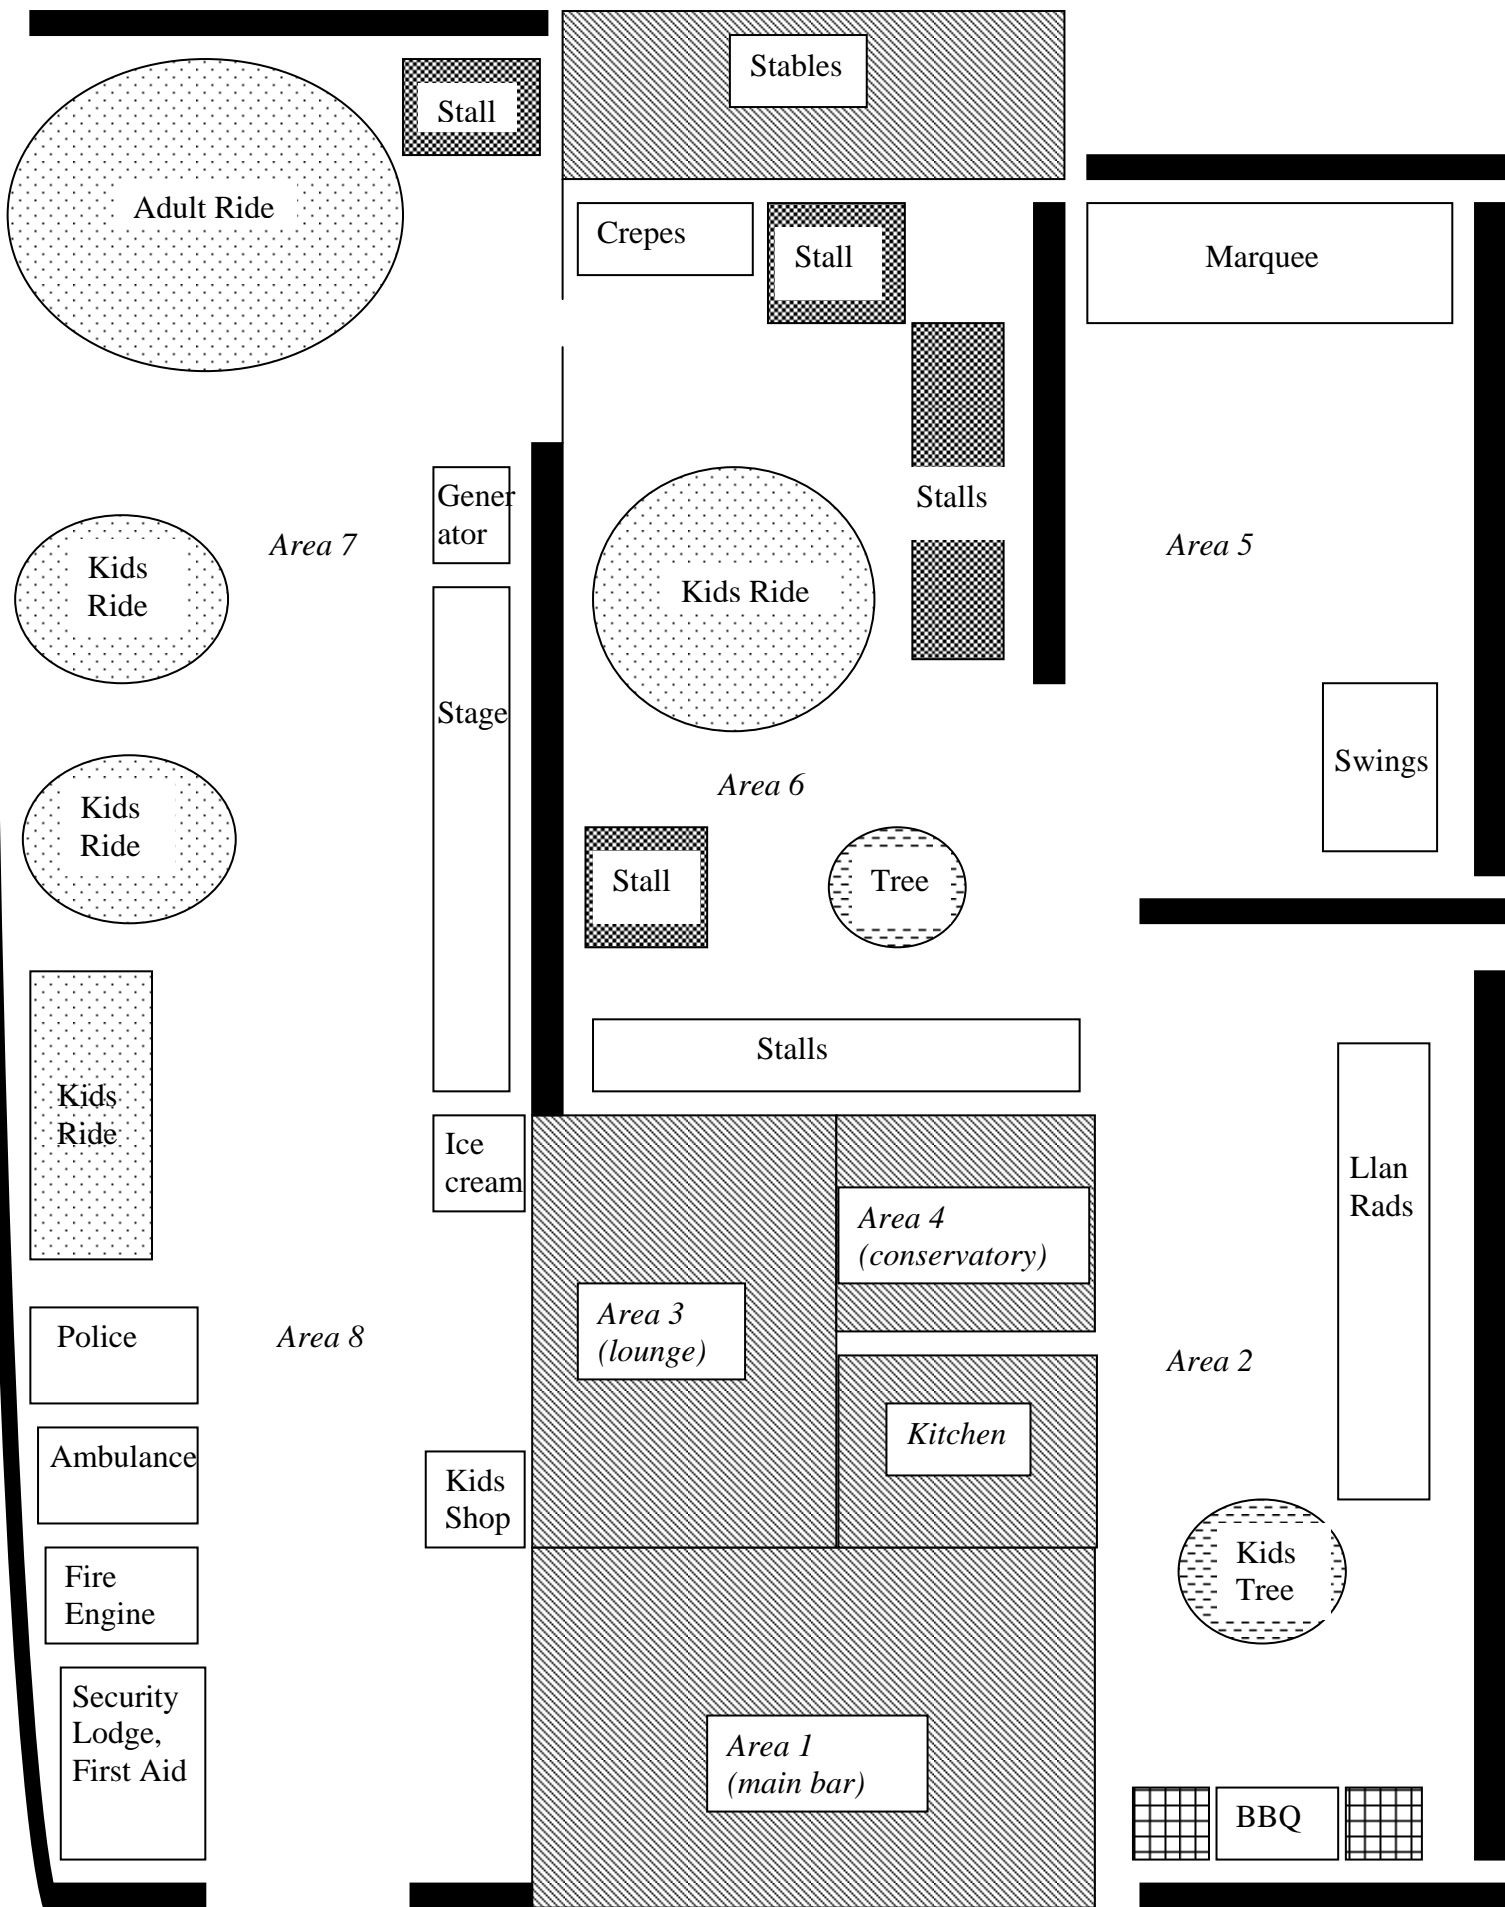 Stables
Stall
Adult Ride
Crepes
Stall
Marquee
Gener
ator
Stalls
Area 7
Area 5
Kids
Ride
Kids Ride
Stage
Swings
Area 6
Kids
Ride
Stall
Tree
Stalls
Kids
Ride
Ice
cream
Llan
Rads
Area 4
(conservatory)
Area 3
(lounge)
Police
Area 8
Area 2
Kitchen
Ambulance
Kids
Shop
Kids
Tree
Fire
Engine
Security
Lodge,
First Aid
Area 1
(main bar)
BBQ